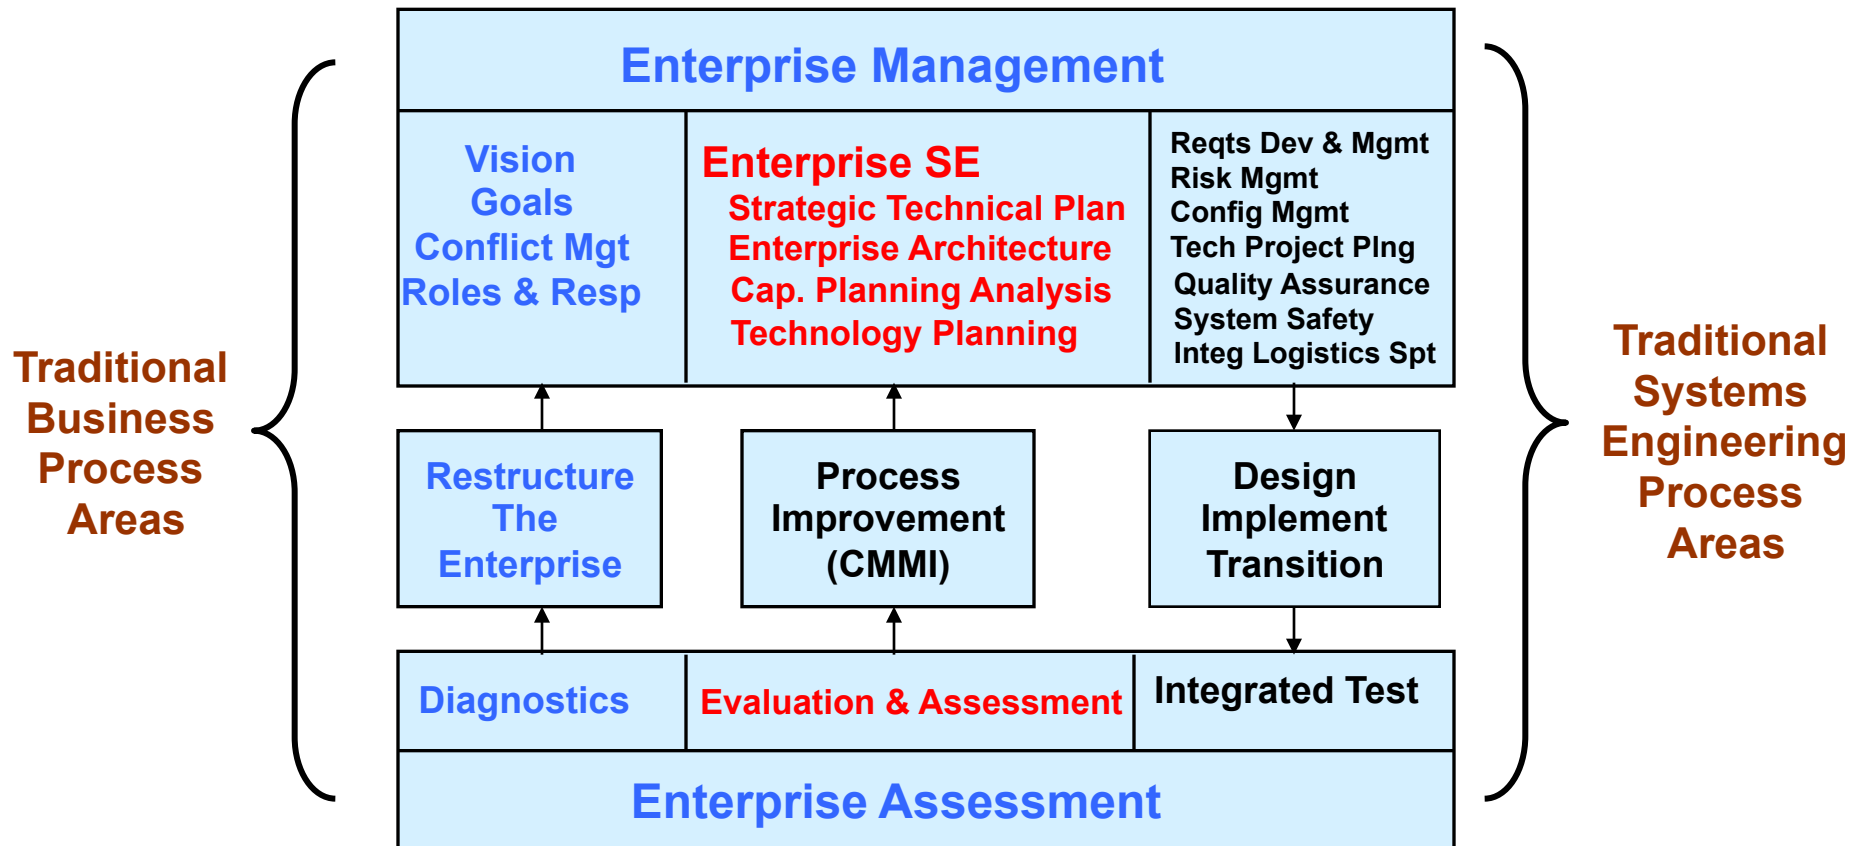 Enterprise Management
Vision
Goals
Conflict Mgt
Roles & Resp
Enterprise SE
Strategic Technical Plan
Enterprise Architecture
Cap. Planning Analysis
Technology Planning
Reqts Dev & Mgmt
Risk Mgmt
Config Mgmt
Tech Project Plng
Quality Assurance
System Safety
Integ Logistics Spt
Traditional
Business
Process
Areas
Restructure
The
Enterprise
Process
Improvement
(CMMI)
Design
Implement
Transition
Traditional
Systems
Engineering
Process
Areas
Diagnostics
Evaluation & Assessment
Integrated Test
Enterprise Assessment